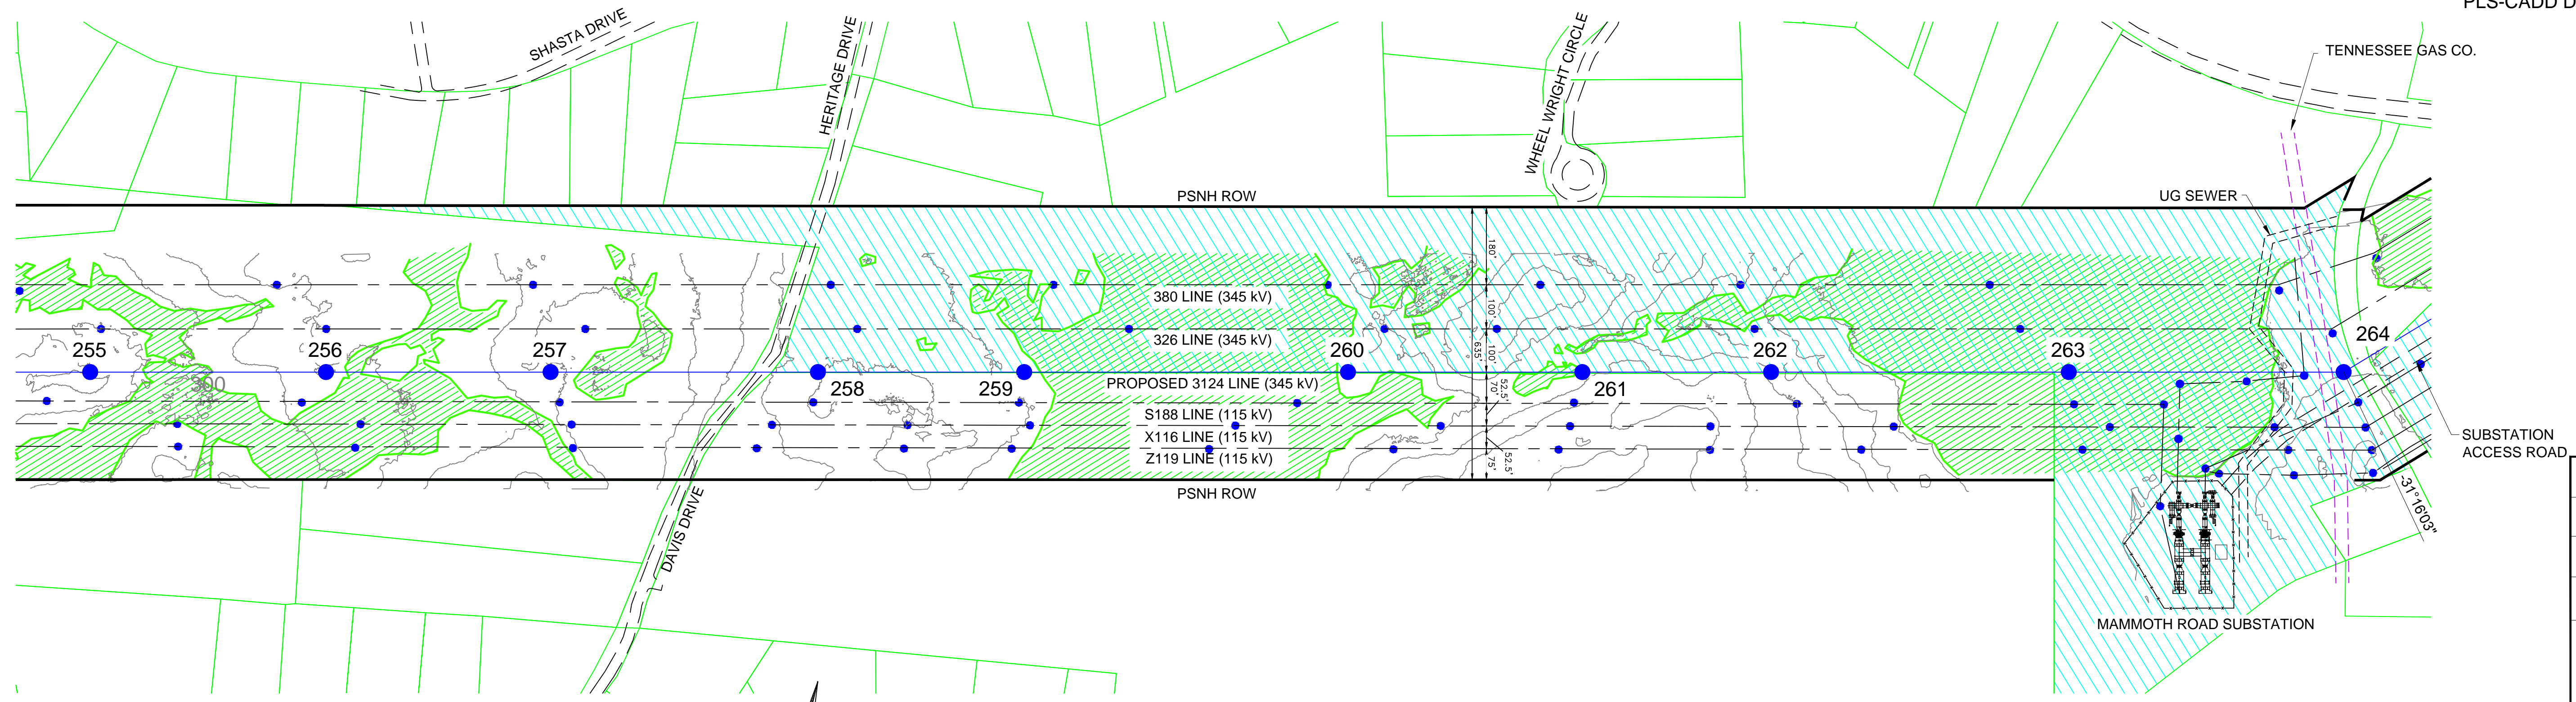 PLS-CADD D
SHASTA DRIVE
HERITAGE DRIVE
WHEEL WRIGHT CIRCLE
TENNESSEE GAS CO.
PSNH ROW
UG SEWER
180'
380 LINE (345 kV)
100'
326 LINE (345 kV)
635'
100'
255
256
257
258
259
260
261
262
263
264
300
PROPOSED 3124 LINE (345 kV)
70'
52.5'
S188 LINE (115 kV)
X116 LINE (115 kV)
Z119 LINE (115 kV)
52.5'
75'
PSNH ROW
SUBSTATION
ACCESS ROAD
-31°16'03"
DAVIS DRIVE
MAMMOTH ROAD SUBSTATION